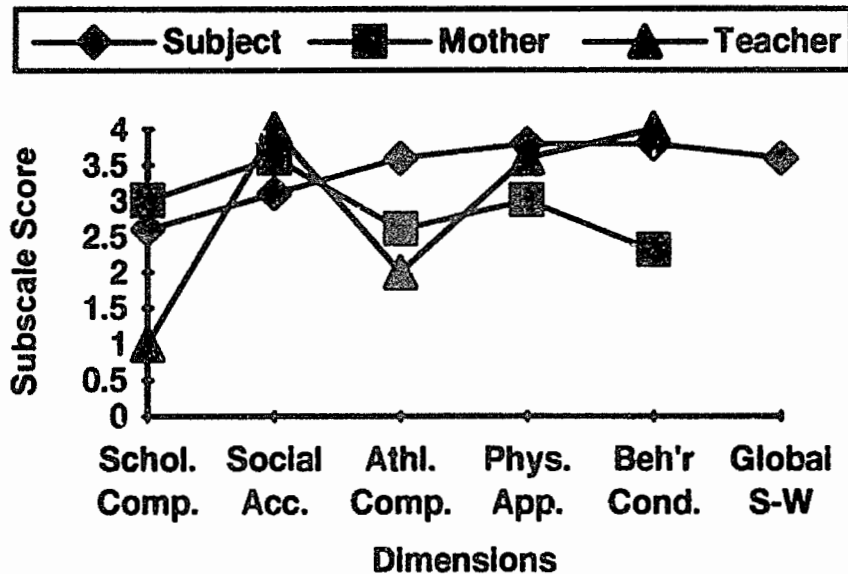 Subject Mother Teacher
Subscale Score
4
3.5
3
2.5
2
1.5
1
0.5
0
Schol. Social Athl. Phys. Beh'r Global
Comp. Acc. Comp. App. Cond. S-W
Dimensions